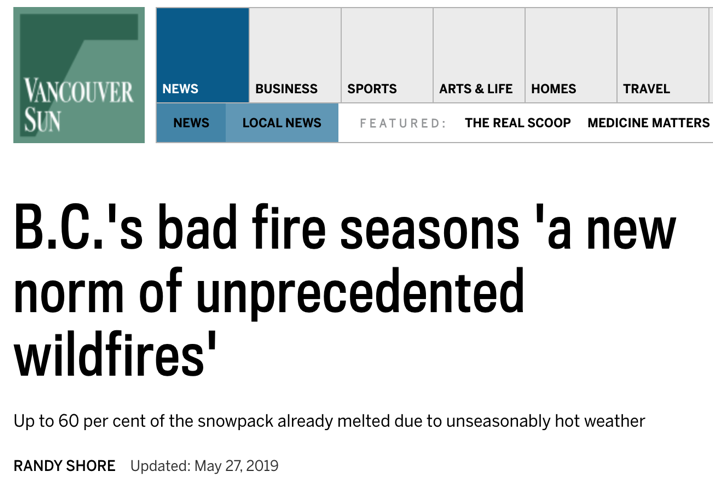 VANCOUVER
SUN
NEWS BUSINESS SPORTS ARTS & LIFE HOMES TRAVEL
NEWS LOCAL NEWS FEATURED: THE REAL SCOOP MEDICINE MATTERS
B.C.'s bad fire seasons 'a new
norm of unprecedented
wildfires'
Up to 60 per cent of the snowpack already melted due to unseasonably hot weather
RANDY SHORE Updated: May 27, 2019